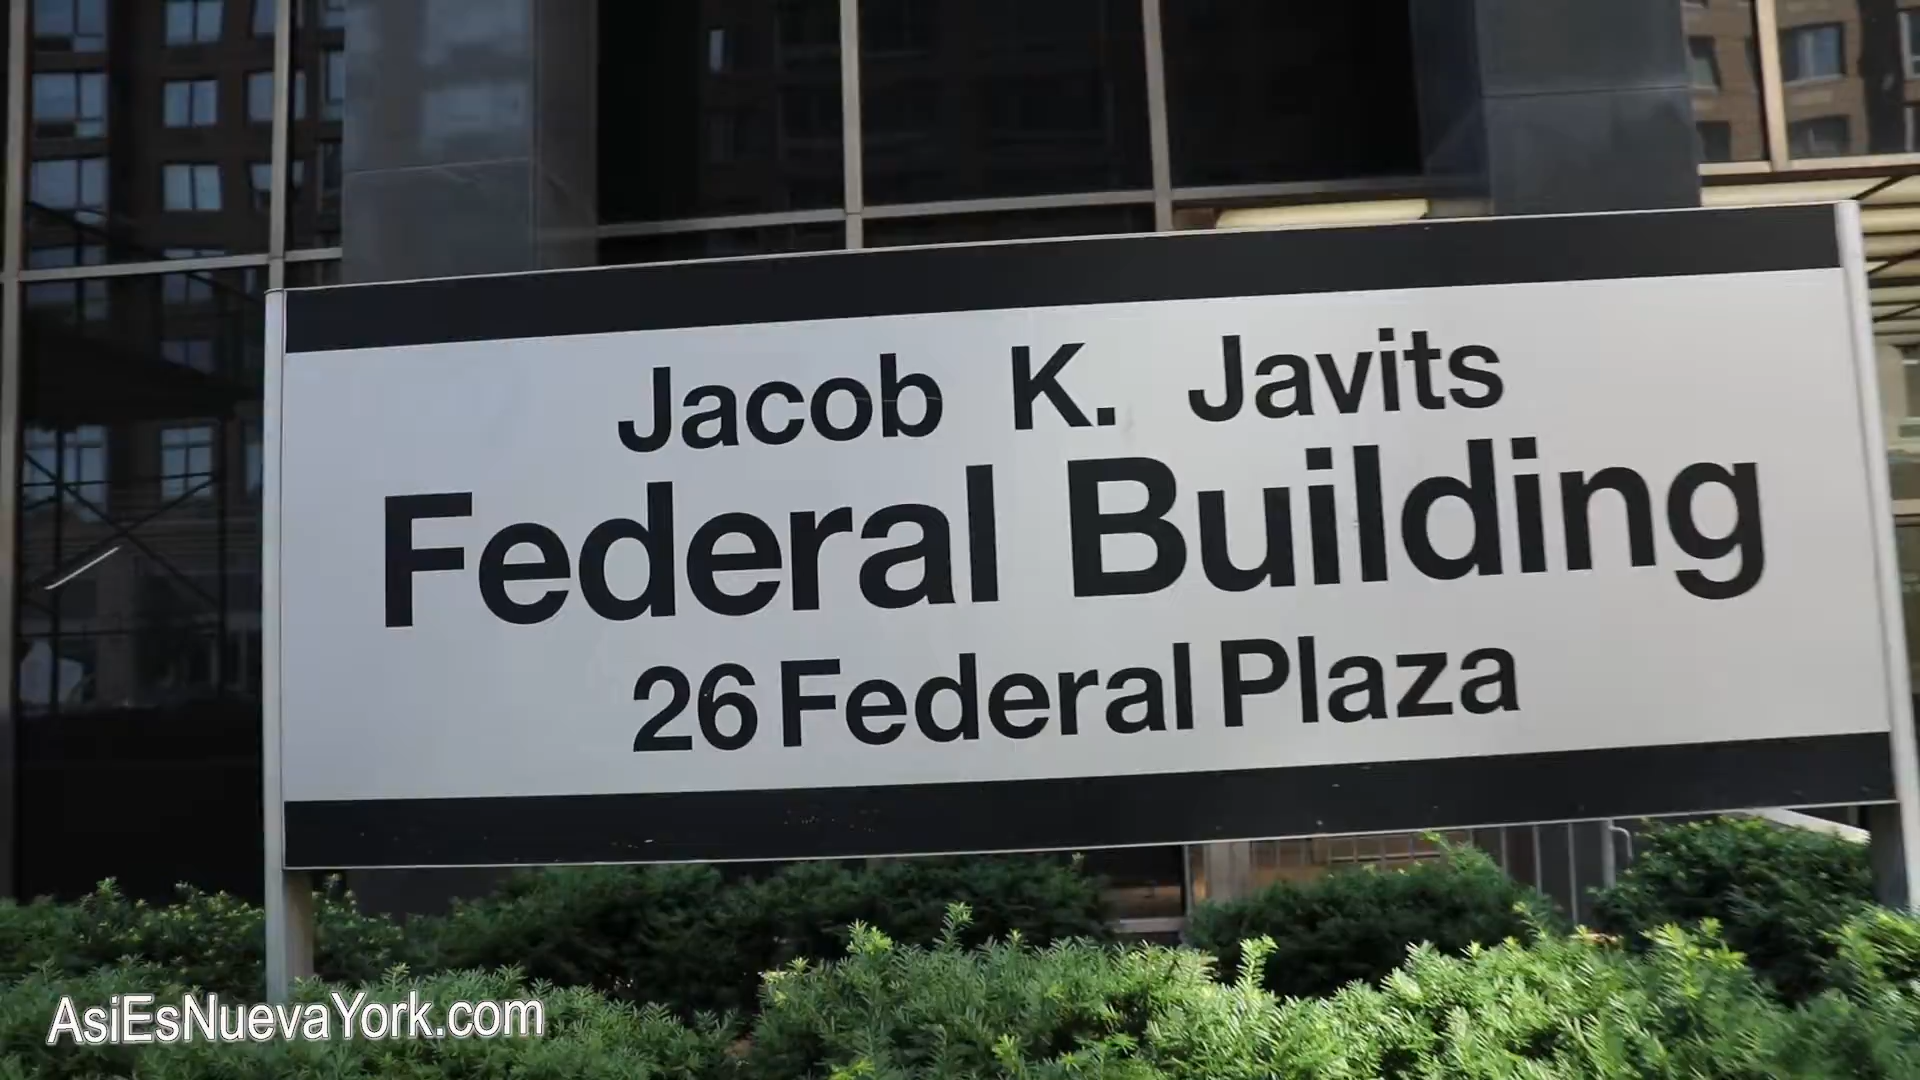 Jacob K. Javits
Federal Building
26 Federal Plaza
AsiEsNuevaYork.com